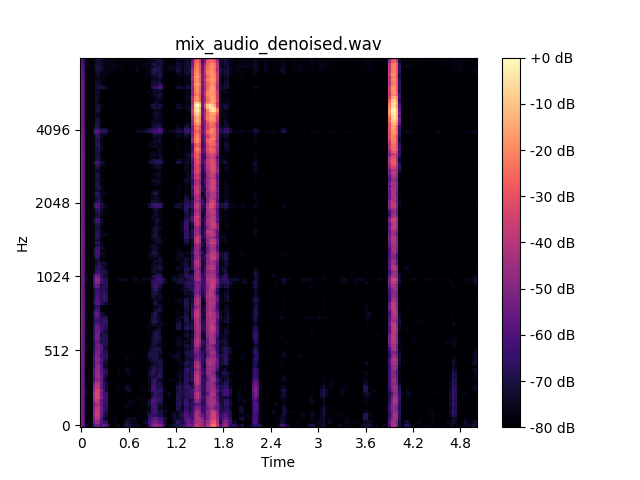 mix_audio_denoised.wav
+0 dB
-10 dB
-20 dB
-30 dB
-40 dB
-50 dB
-60 dB
-70 dB
-80 dB
4096
2048
1024
512
0
Hz
0 0.6 1.2 1.8 2.4 3 3.6 4.2 4.8
Time